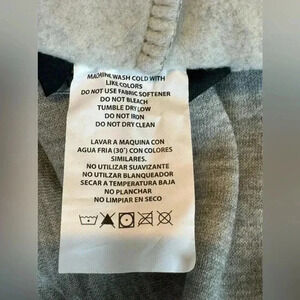 MACHINE WASH COLD WITH
LIKE COLORS
DO NOT USE FABRIC SOFTENER
DO NOT BLEACH
TUMBLE DRY LOW
DO NOT IRON
DO NOT DRY CLEAN
LAVAR A MAQUINA CON
AGUA FRIA (30°) CON COLORES
SIMILARES.
NO UTILIZAR SUAVIZANTE
NO UTILIZAR BLANQUEADOR
SECAR A TEMPERATURA BAJA
NO PLANCHAR
NO LIMPIAR EN SECO